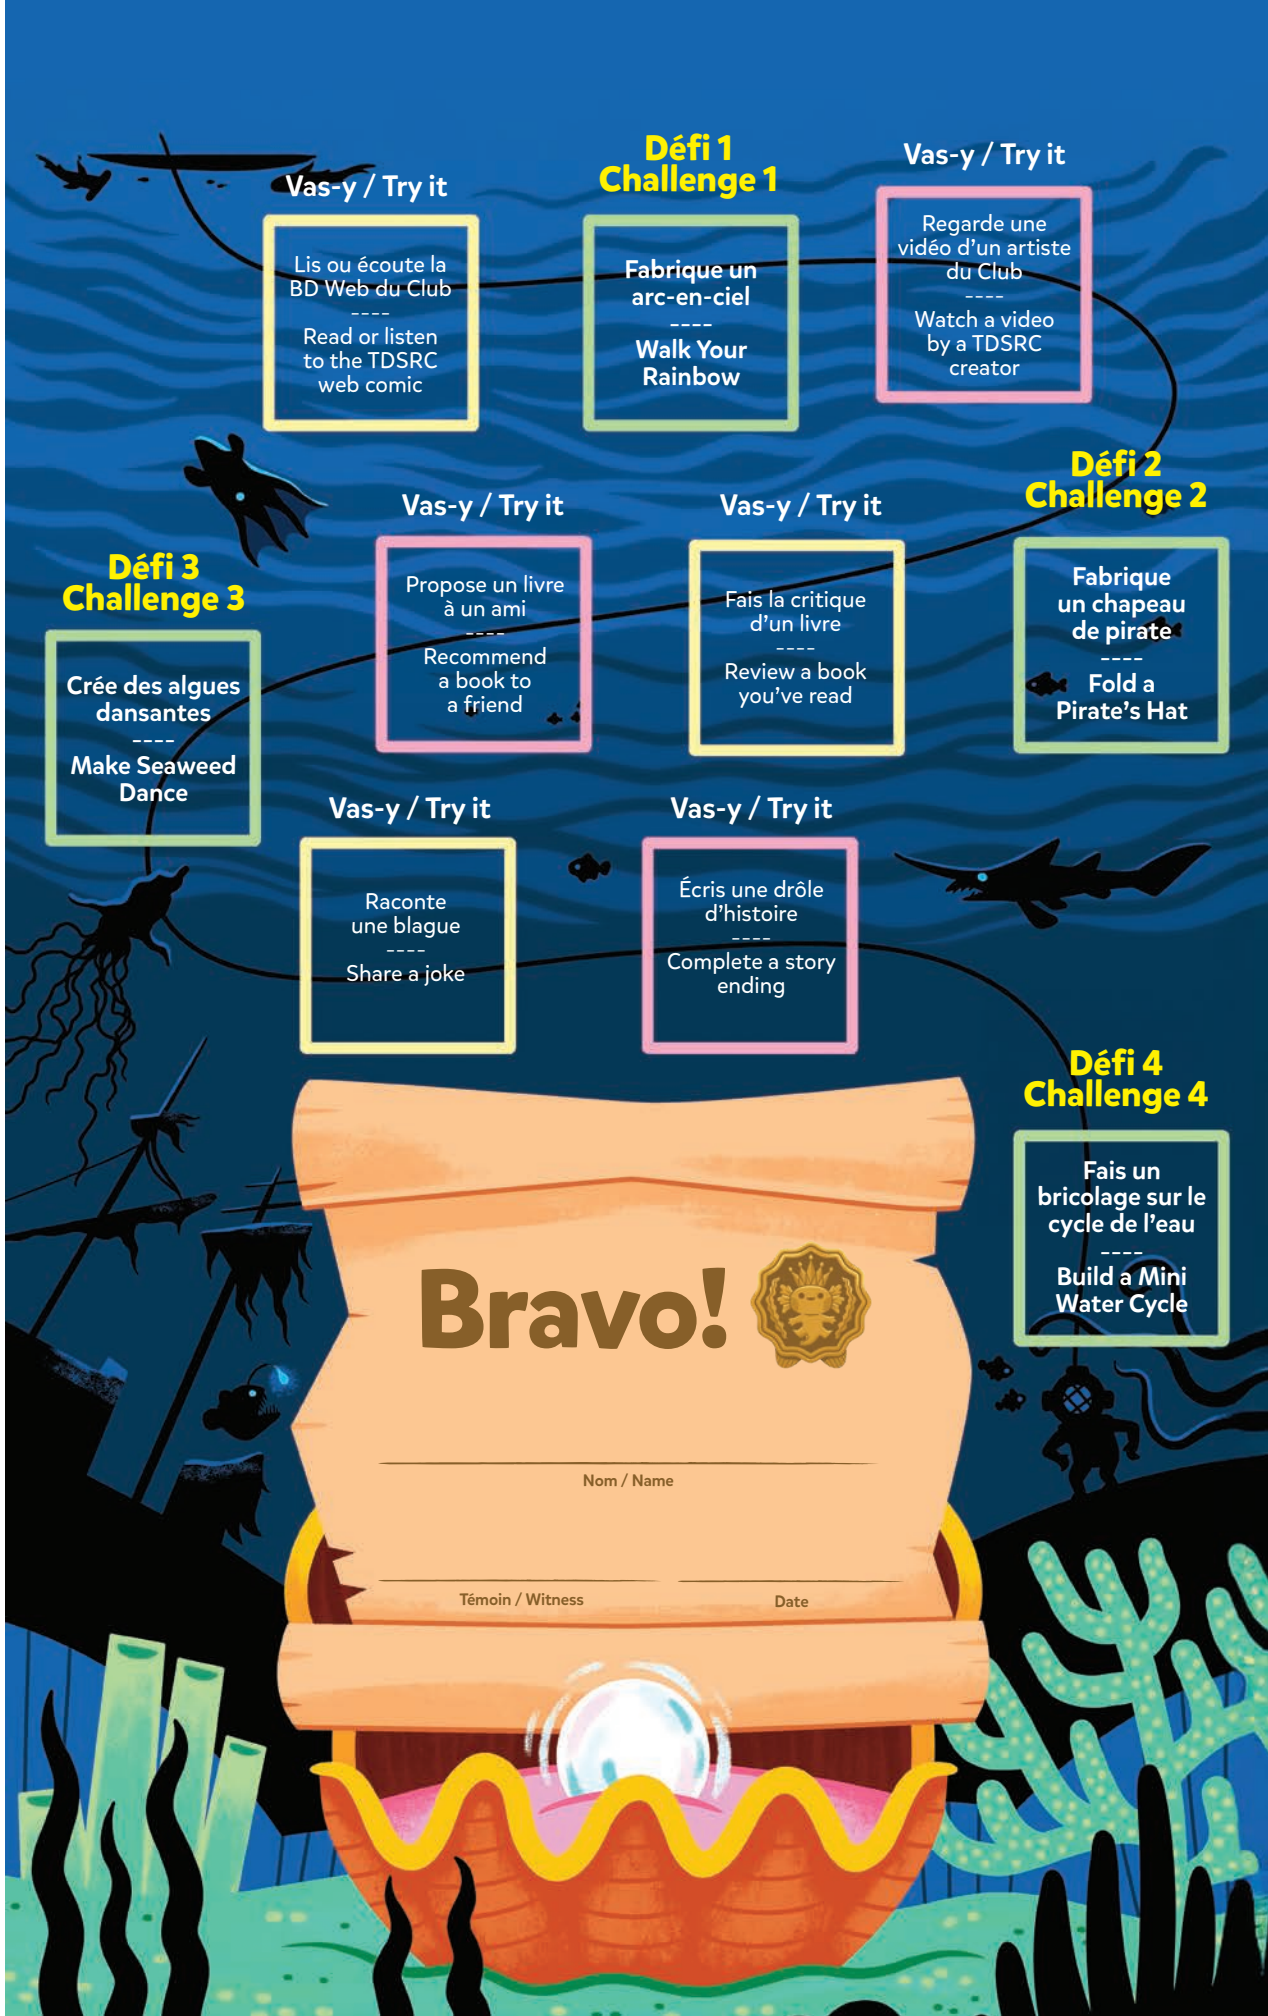 Vas-y / Try it
Lis ou écoute la
BD Web du Club
----
Read or listen
to the TDSRC
web comic
Défi 1
Challenge 1
Fabrique un
arc-en-ciel
----
Walk Your
Rainbow
Vas-y / Try it
Regarde une
vidéo d'un artiste
du Club
----
Watch a video
by a TDSRC
creator
Défi 2
Challenge 2
Fabrique
un chapeau
de pirate
----
Fold a
Pirate's Hat
Vas-y / Try it
Fais la critique
d'un livre
----
Review a book
you've read
Vas-y / Try it
Propose un livre
à un ami
----
Recommend
a book to
a friend
Défi 3
Challenge 3
Crée des algues
dansantes
----
Make Seaweed
Dance
Vas-y / Try it
Raconte
une blague
----
Share a joke
Vas-y / Try it
Écris une drôle
d'histoire
----
Complete a story
ending
Défi 4
Challenge 4
Fais un
bricolage sur le
cycle de l'eau
----
Build a Mini
Water Cycle
Bravo!
Nom / Name
Témoin / Witness
Date